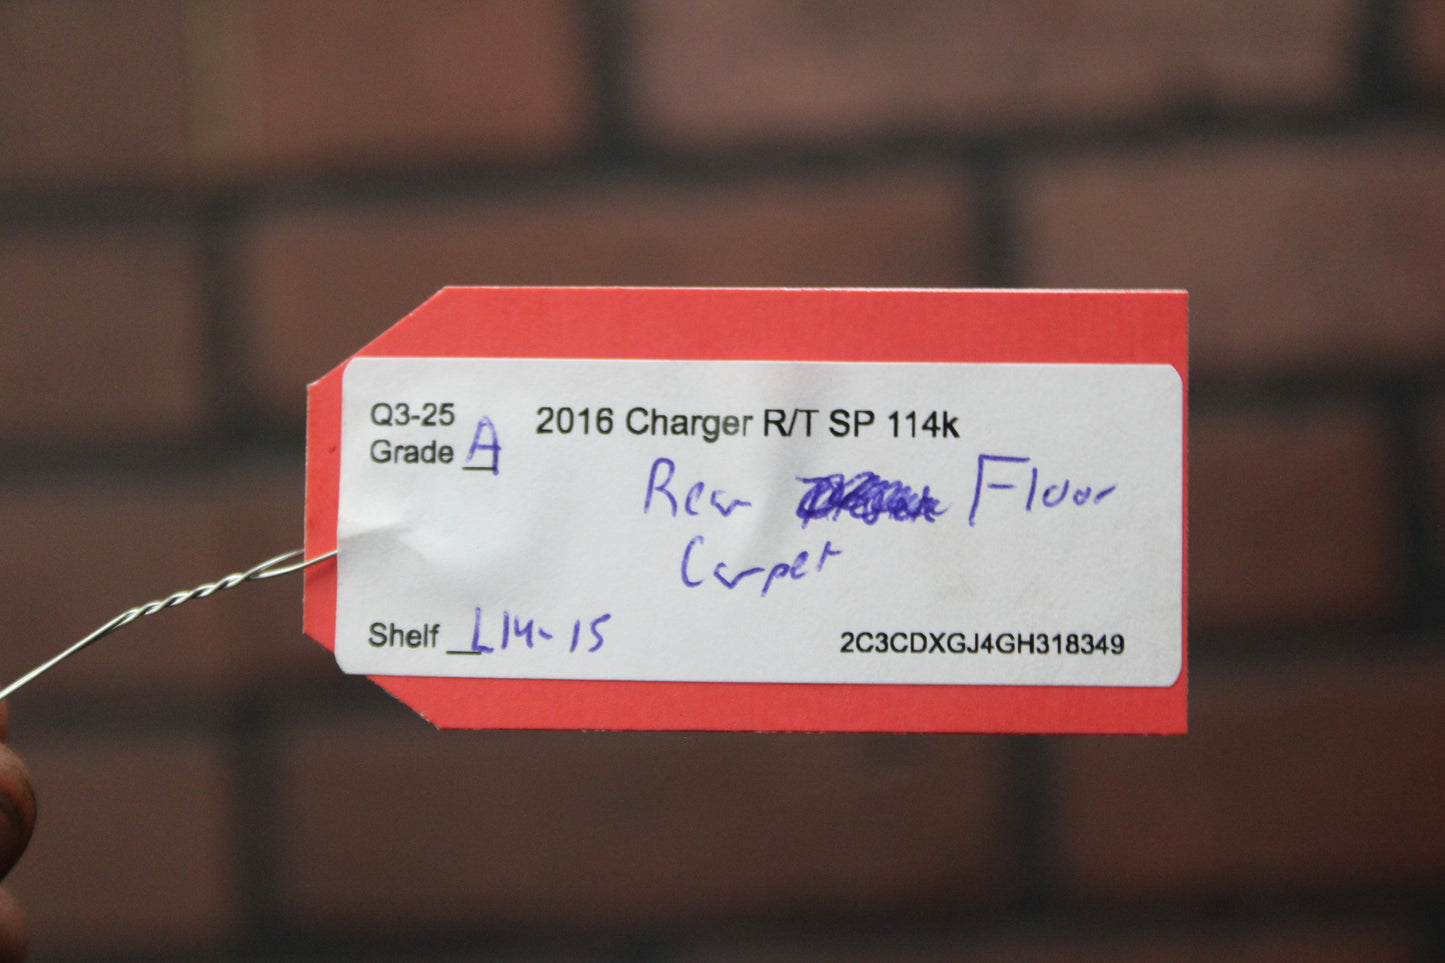 Q3-25
Grade A
2016 Charger R/T SP 114k
Rear Floor
Carpet
Shelf L14-15
2C3CDXGJ4GH318349